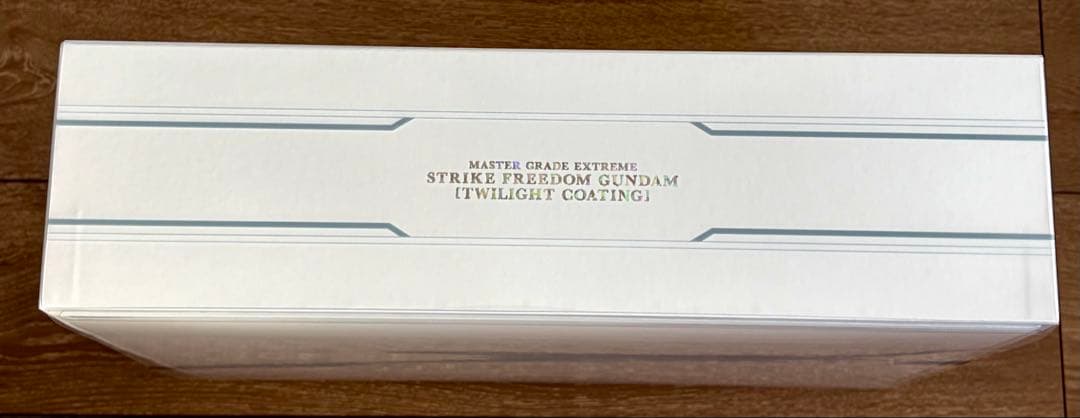 MASTER GRADE EXTREME
STRIKE FREEDOM GUNDAM
[TWILIGHT COATING]